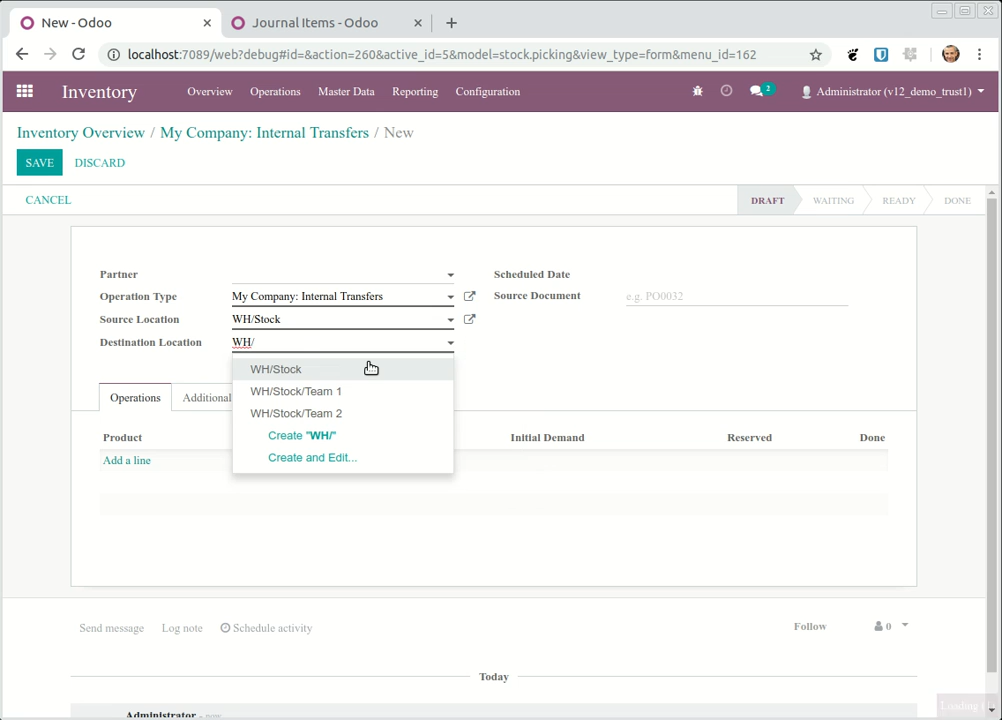 New - Odoo
Journal Items - Odoo
localhost:7089/web?debug#id=&action=260&active_id=5&model=stock.picking&view_type=form&menu_id=162
Inventory Overview Operations Master Data Reporting Configuration 2 Administrator (v12_demo_trust1)
Inventory Overview / My Company: Internal Transfers / New
SAVE DISCARD
CANCEL DRAFT WAITING READY DONE
Partner Scheduled Date
Operation Type My Company: Internal Transfers Source Document e.g. PO0032
Source Location WH/Stock
Destination Location WH/
WH/Stock
WH/Stock/Team 1
Operations Additional
WH/Stock/Team 2
Create "WH/"
Create and Edit...
Product Initial Demand Reserved Done
Add a line
Send message Log note Schedule activity Follow 0
Today
Administrator - now